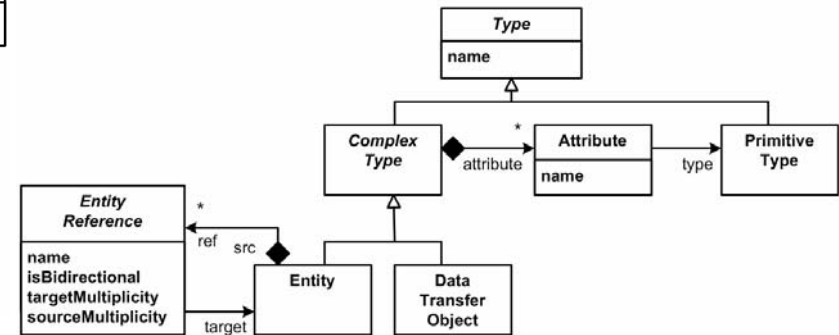 Type
name
Complex
Type
*
attribute
Attribute
name
type
Primitive
Type
Entity
Reference
name
isBidirectional
targetMultiplicity
sourceMultiplicity
*
ref
src
target
Entity
Data
Transfer
Object